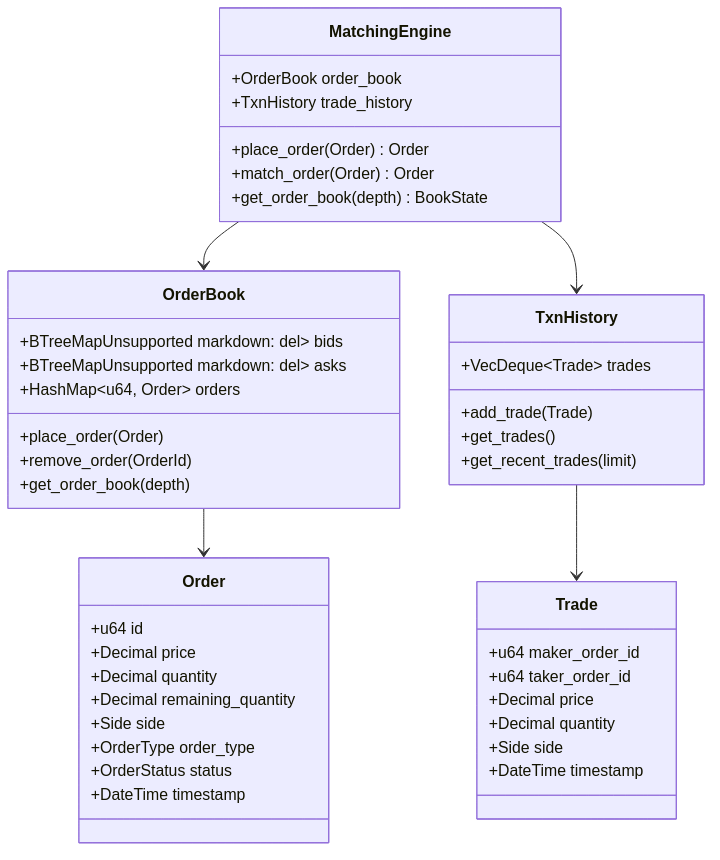 MatchingEngine
+OrderBook order_book
+TxnHistory trade_history
+place_order(Order) : Order
+match_order(Order) : Order
+get_order_book(depth) : BookState
OrderBook
+BTreeMapUnsupported markdown: del> bids
+BTreeMapUnsupported markdown: del> asks
+HashMap<u64, Order> orders
+place_order(Order)
+remove_order(OrderId)
+get_order_book(depth)
TxnHistory
+VecDeque<Trade> trades
+add_trade(Trade)
+get_trades()
+get_recent_trades(limit)
Order
+u64 id
+Decimal price
+Decimal quantity
+Decimal remaining_quantity
+Side side
+OrderType order_type
+OrderStatus status
+DateTime timestamp
Trade
+u64 maker_order_id
+u64 taker_order_id
+Decimal price
+Decimal quantity
+Side side
+DateTime timestamp